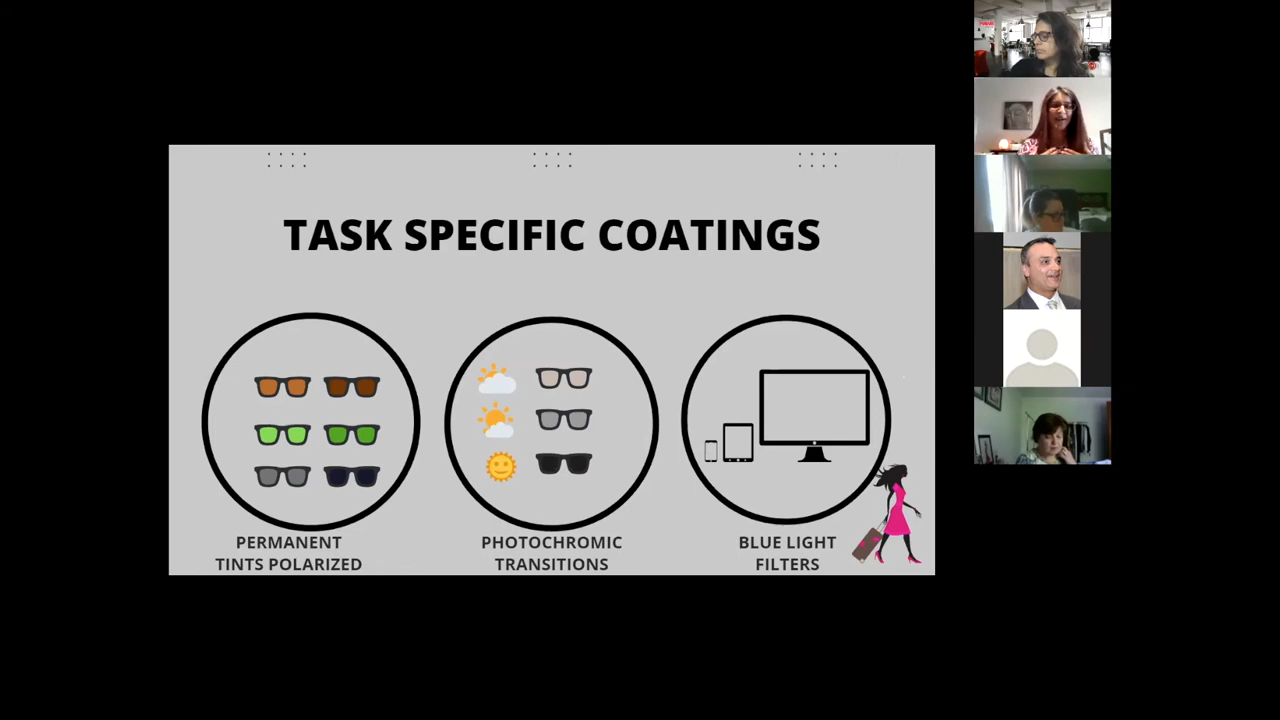 TASK SPECIFIC COATINGS
PERMANENT
TINTS POLARIZED
PHOTOCHROMIC
TRANSITIONS
BLUE LIGHT
FILTERS